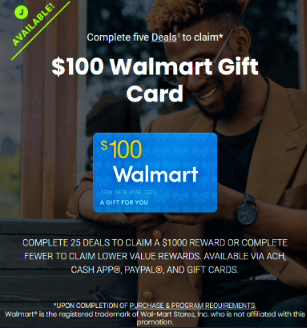 AVAILABLE!
Complete five Deals¹ to claim*
$100 Walmart Gift
Card
$100
Walmart
A GIFT FOR YOU
COMPLETE 25 DEALS TO CLAIM A $1000 REWARD OR COMPLETE
FEWER TO CLAIM LOWER VALUE REWARDS. AVAILABLE VIA ACH,
CASH APP®, PAYPAL®, AND GIFT CARDS.
*UPON COMPLETION OF PURCHASE & PROGRAM REQUIREMENTS.
Walmart® is the registered trademark of Wal-Mart Stores, Inc. who is not affiliated with this
promotion.